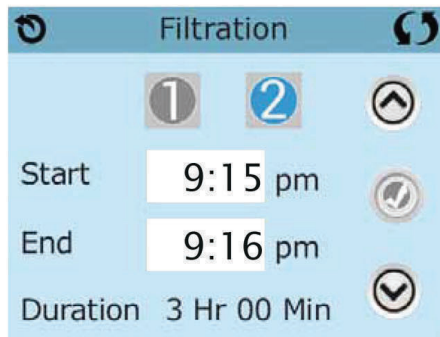 Filtration
1 2
Start 9:15 pm
End 9:16 pm
Duration 3 Hr 00 Min